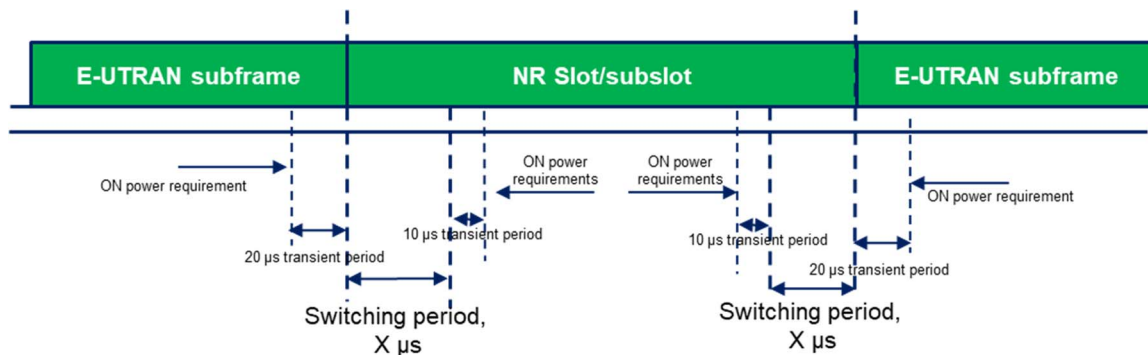 E-UTRAN subframe
NR Slot/subslot
E-UTRAN subframe
ON power requirement
ON power
requirements
ON power
requirements
ON power requirement
20 µs transient period
10 µs transient period
10 µs transient period
20 µs transient period
Switching period,
X µs
Switching period,
X µs